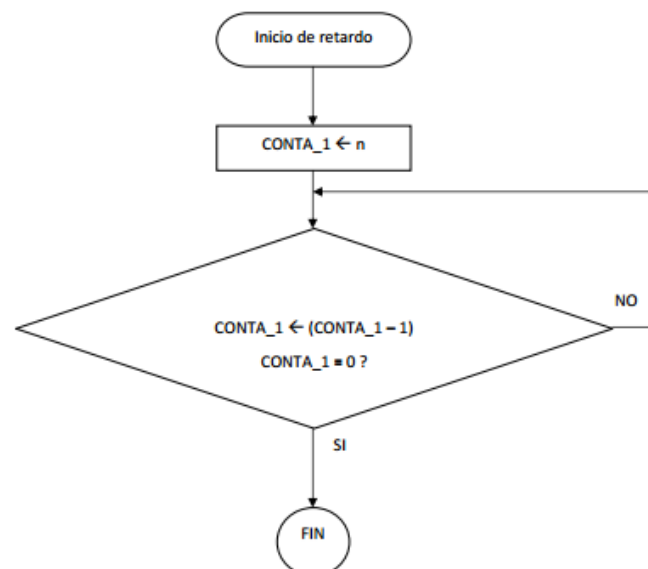 Inicio de retardo
CONTA_1 ← n
CONTA_1 ← (CONTA_1 – 1)
NO
CONTA_1 = 0 ?
SI
FIN